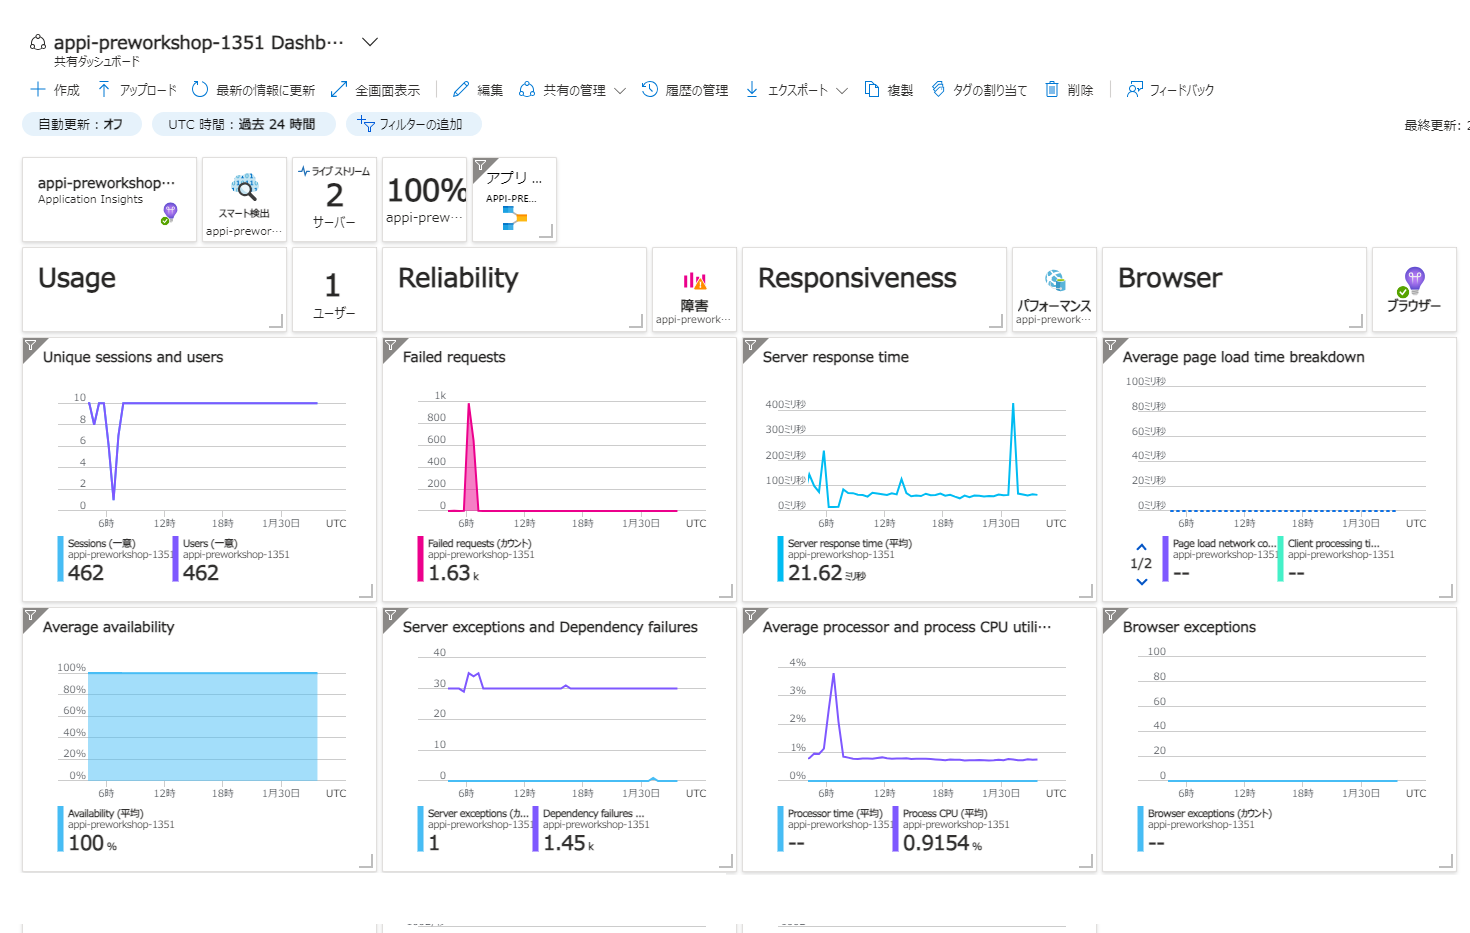 appi-preworkshop-1351 Dashb…
共有ダッシュボード
作成 アップロード 最新の情報に更新 全画面表示 編集 共有の管理 履歴の管理 エクスポート 複製 タグの割り当て 削除 フィードバック
自動更新 : オフ UTC 時間 : 過去 24 時間 フィルターの追加
最終更新:
appi-preworkshop…
Application Insights
スマート検出
appi-prewor…
ライブ ストリーム
2
サーバー
100%
appi-prew…
アプリ ...
APPI-PRE...
Usage
1
ユーザー
Reliability
障害
appi-prework…
Responsiveness
パフォーマンス
appi-prework…
Browser
ブラウザー
Unique sessions and users
10
8
6
4
2
0
6時 12時 18時 1月30日 UTC
Sessions (一意)
appi-preworkshop-1351
462
Users (一意)
appi-preworkshop-1351
462
Failed requests
1k
800
600
400
200
0
6時 12時 18時 1月30日 UTC
Failed requests (カウント)
appi-preworkshop-1351
1.63 k
Server response time
400ミリ秒
300ミリ秒
200ミリ秒
100ミリ秒
0ミリ秒
6時 12時 18時 1月30日 UTC
Server response time (平均)
appi-preworkshop-1351
21.62 ミリ秒
Average page load time breakdown
100ミリ秒
80ミリ秒
60ミリ秒
40ミリ秒
20ミリ秒
0ミリ秒
6時 12時 18時 1月30日 UTC
1/2
Page load network co...
appi-preworkshop-1351
--
Client processing ti...
appi-preworkshop-1351
--
Average availability
100%
80%
60%
40%
20%
0%
6時 12時 18時 1月30日 UTC
Availability (平均)
appi-preworkshop-1351
100 %
Server exceptions and Dependency failures
40
30
20
10
0
6時 12時 18時 1月30日 UTC
Server exceptions (カ...
appi-preworkshop-1351
1
Dependency failures ...
appi-preworkshop-1351
1.45 k
Average processor and process CPU utili…
4%
3%
2%
1%
0%
6時 12時 18時 1月30日 UTC
Processor time (平均)
appi-preworkshop-1351
--
Process CPU (平均)
appi-preworkshop-1351
0.9154 %
Browser exceptions
100
80
60
40
20
0
6時 12時 18時 1月30日 UTC
Browser exceptions (カウント)
appi-preworkshop-1351
--